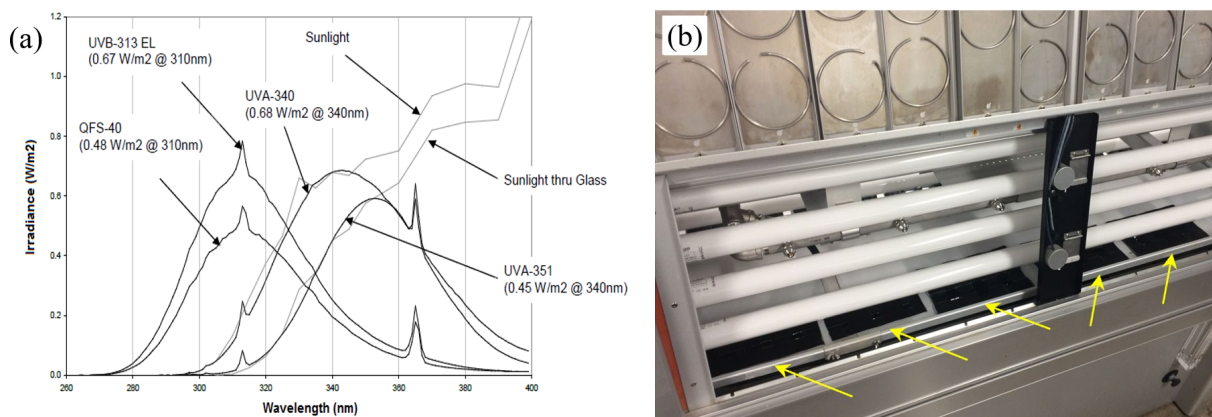 (a)
1.2
1.0
0.8
0.6
0.4
0.2
0.0
Irradiance (W/m2)
260
280
300
320
340
360
380
400
Wavelength (nm)
UVB-313 EL
(0.67 W/m2 @ 310nm)
QFS-40
(0.48 W/m2 @ 310nm)
UVA-340
(0.68 W/m2 @ 340nm)
Sunlight
Sunlight thru Glass
UVA-351
(0.45 W/m2 @ 340nm)
(b)